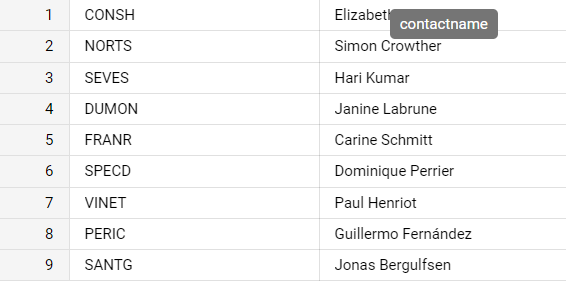 1 CONSH Elizabeth
contactname
2 NORTS Simon Crowther
3 SEVES Hari Kumar
4 DUMON Janine Labrune
5 FRANR Carine Schmitt
6 SPECD Dominique Perrier
7 VINET Paul Henriot
8 PERIC Guillermo Fernández
9 SANTG Jonas Bergulfsen